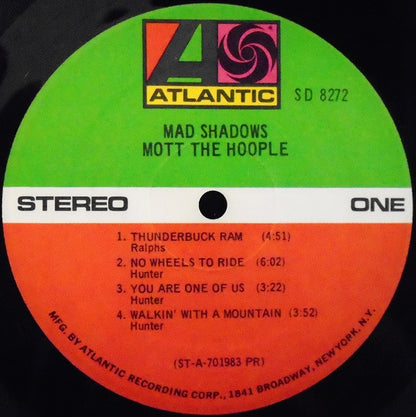 ATLANTIC
SD 8272
MAD SHADOWS
MOTT THE HOOPLE
STEREO ONE
1. THUNDERBUCK RAM (4:51)
Ralphs
2. NO WHEELS TO RIDE (6:02)
Hunter
3. YOU ARE ONE OF US (3:22)
Hunter
4. WALKIN' WITH A MOUNTAIN (3:52)
Hunter
(ST-A-701983 PR)
MFG. BY ATLANTIC RECORDING CORP., 1841 BROADWAY, NEW YORK, N.Y.